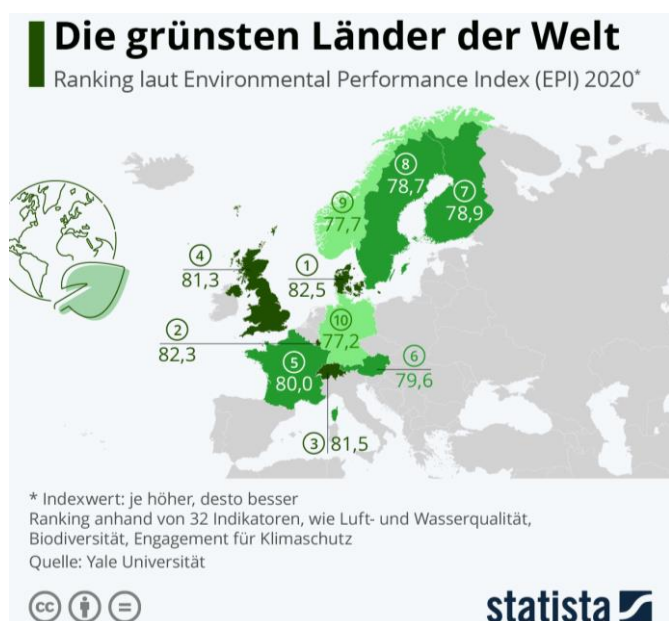 Die grünsten Länder der Welt
Ranking laut Environmental Performance Index (EPI) 2020*
8
78,7
7
78,9
9
77,7
4
81,3
1
82,5
2
82,3
10
77,2
5
80,0
6
79,6
3 81,5
* Indexwert: je höher, desto besser
Ranking anhand von 32 Indikatoren, wie Luft- und Wasserqualität,
Biodiversität, Engagement für Klimaschutz
Quelle: Yale Universität
cc
statista